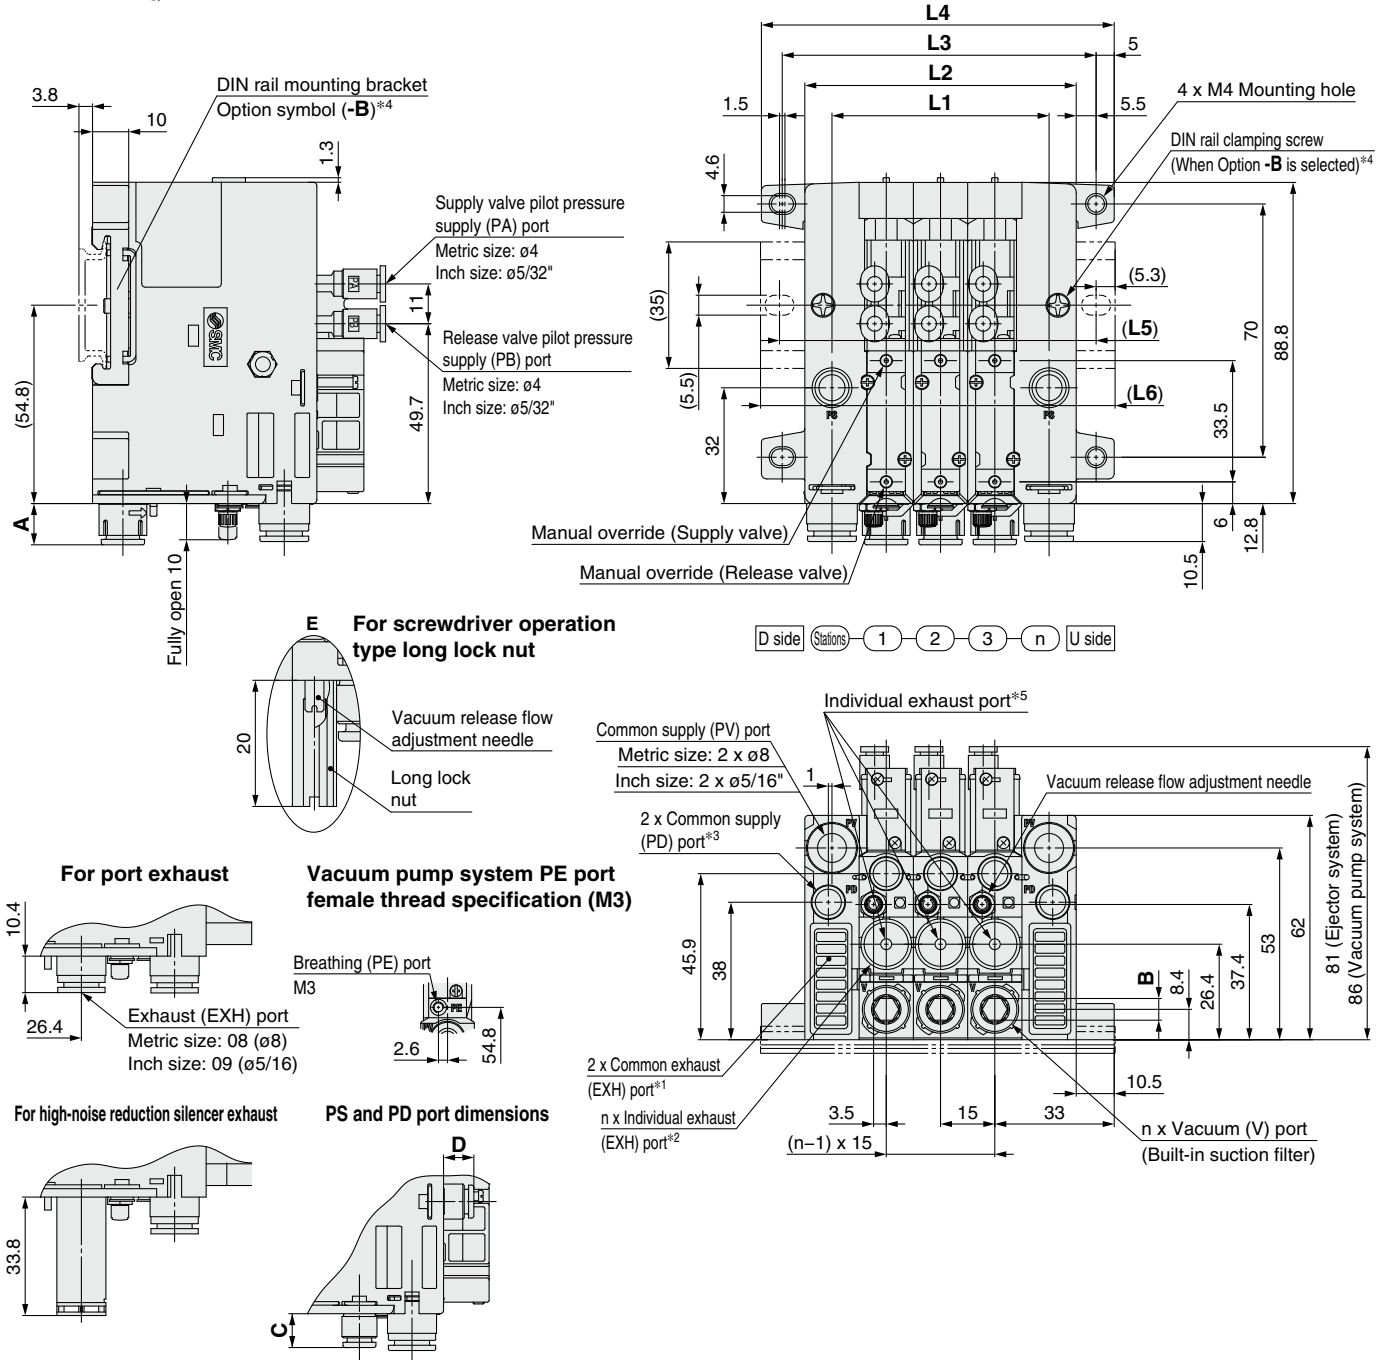 3.8
10
DIN rail mounting bracket
Option symbol (-B)*4
1.3
Supply valve pilot pressure
supply (PA) port
Metric size: ø4
Inch size: ø5/32"
PA
11
PB
Release valve pilot pressure
supply (PB) port
Metric size: ø4
Inch size: ø5/32"
SMC
(54.8)
49.7
A
Fully open 10
L4
L3
5
L2
L1
1.5
5.5
4 x M4 Mounting hole
DIN rail clamping screw
(When Option -B is selected)*4
4.6
(35)
(5.5)
32
(5.3)
(L5)
(L6)
70
88.8
33.5
PS
PS
6
12.8
10.5
Manual override (Supply valve)
Manual override (Release valve)
E
For screwdriver operation
type long lock nut
20
Vacuum release flow
adjustment needle
Long lock
nut
D side
Stations
1
2
3
n
U side
Individual exhaust port*5
Common supply (PV) port
Metric size: 2 x ø8
Inch size: 2 x ø5/16"
1
2 x Common supply
(PD) port*3
Vacuum release flow adjustment needle
PV
PV
PD
PD
V
V
V
45.9
38
B
8.4
26.4
37.4
53
62
81 (Ejector system)
86 (Vacuum pump system)
2 x Common exhaust
(EXH) port*1
n x Individual exhaust
(EXH) port*2
3.5
15
33
10.5
(n−1) x 15
n x Vacuum (V) port
(Built-in suction filter)
For port exhaust
10.4
26.4
Exhaust (EXH) port
Metric size: 08 (ø8)
Inch size: 09 (ø5/16)
Vacuum pump system PE port
female thread specification (M3)
Breathing (PE) port
M3
PE
PV
2.6
54.8
For high-noise reduction silencer exhaust
33.8
PS and PD port dimensions
D
C